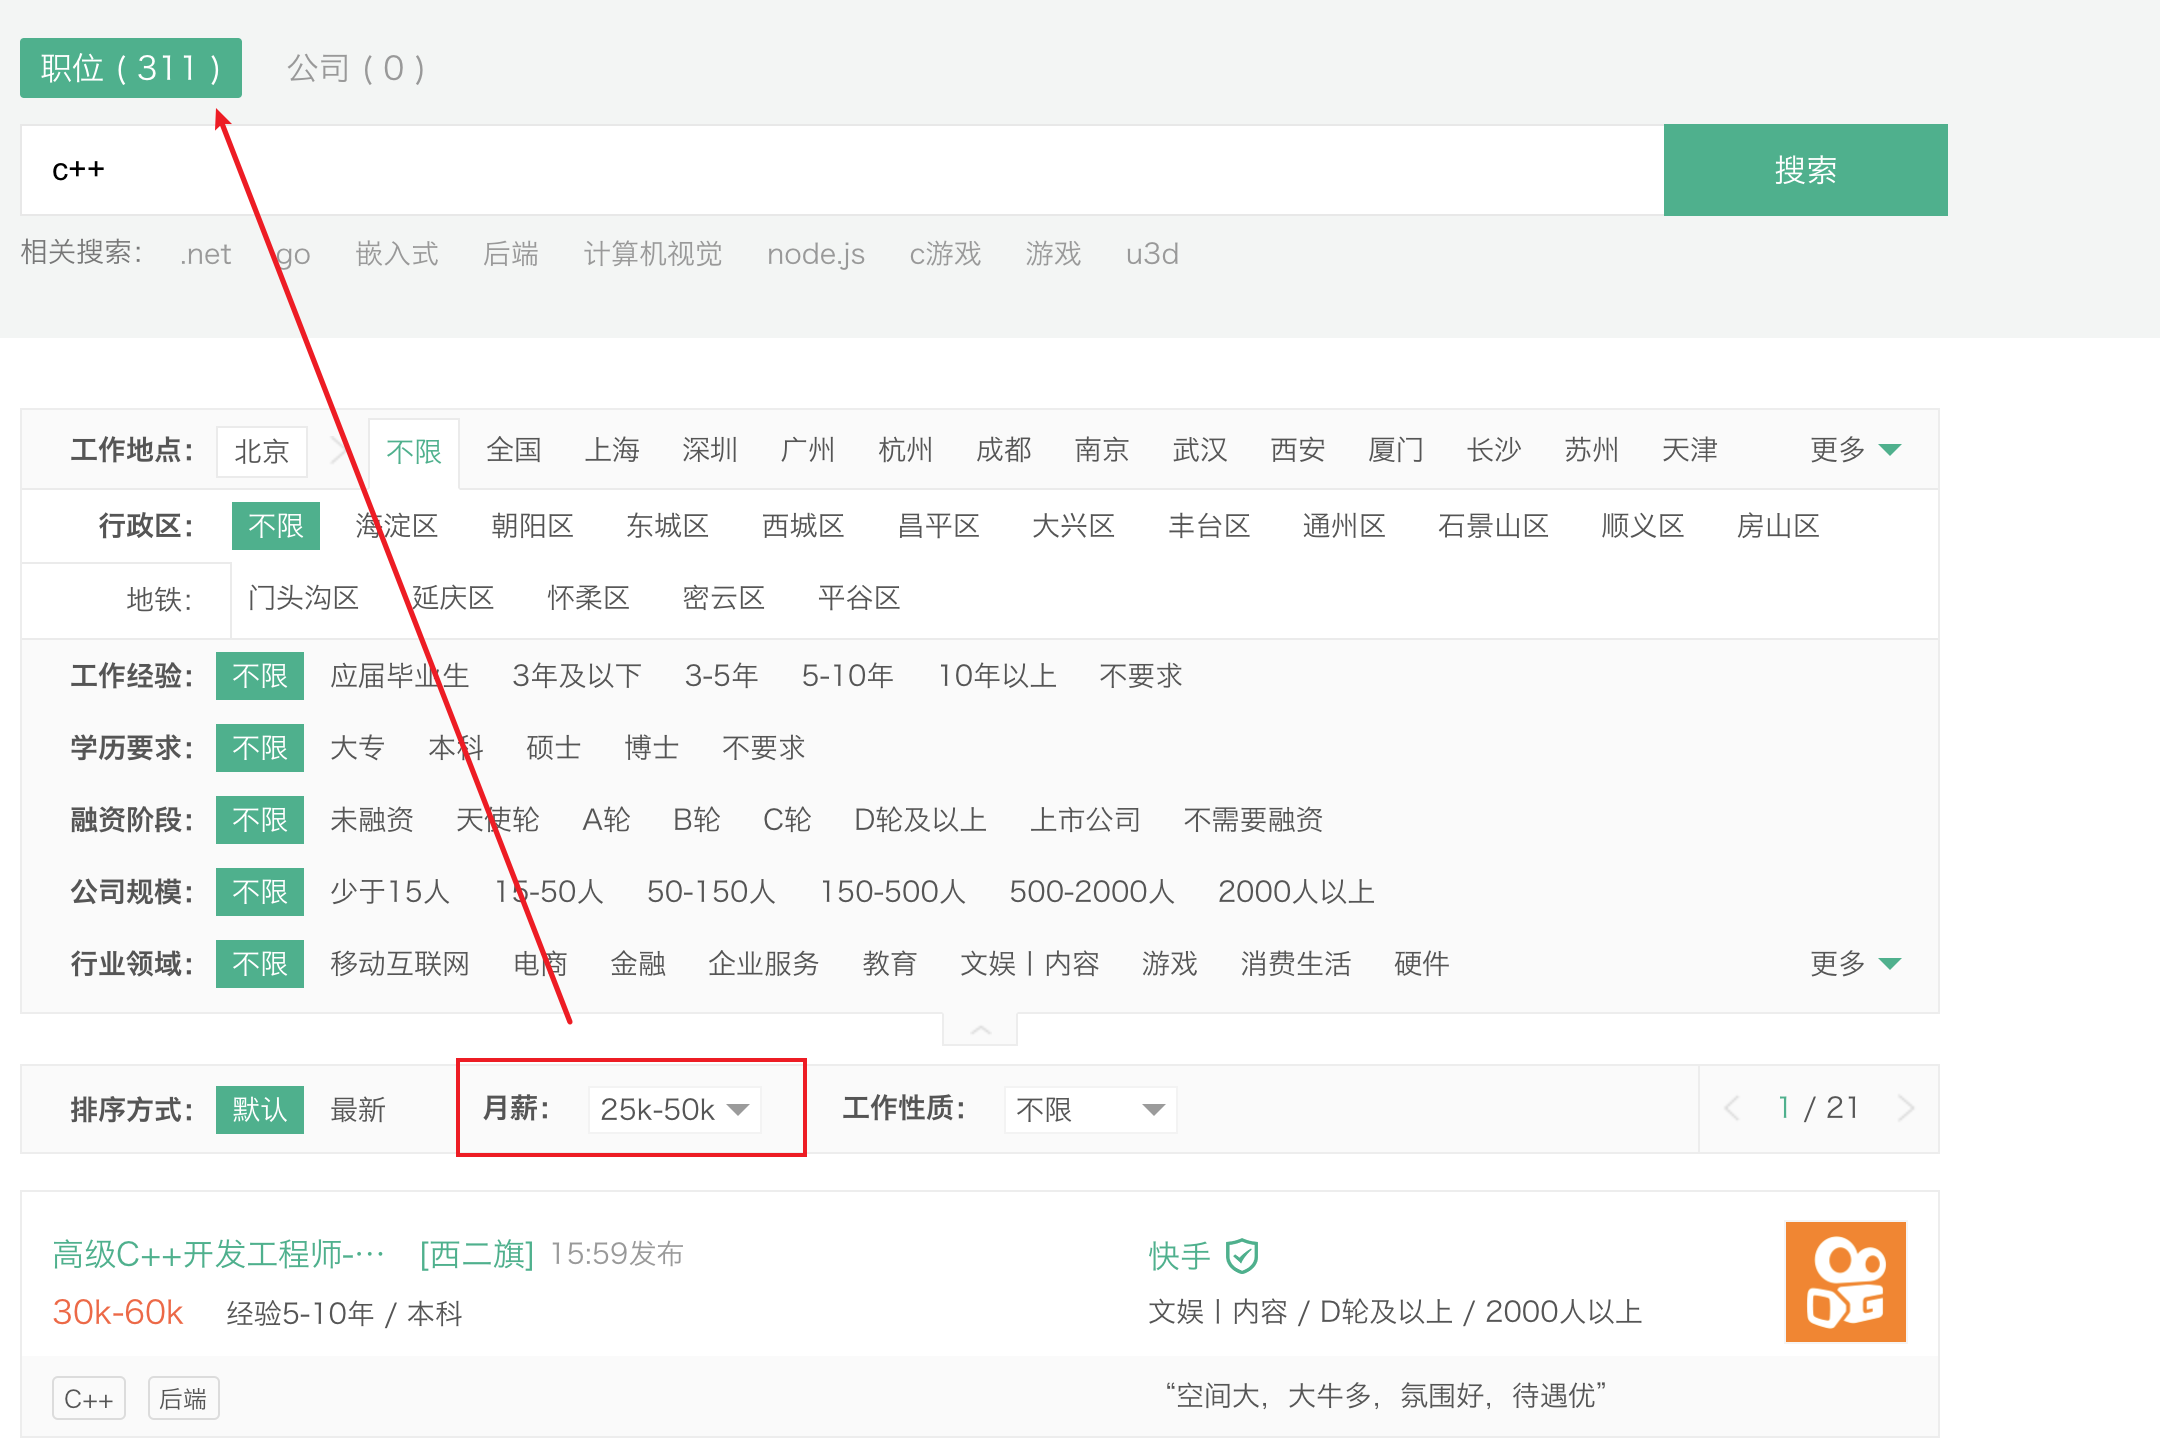 职位 ( 311 ) 公司 ( 0 )
c++ 搜索
相关搜索: .net go 嵌入式 后端 计算机视觉 node.js c游戏 游戏 u3d
工作地点: 北京 不限 全国 上海 深圳 广州 杭州 成都 南京 武汉 西安 厦门 长沙 苏州 天津 更多
行政区: 不限 海淀区 朝阳区 东城区 西城区 昌平区 大兴区 丰台区 通州区 石景山区 顺义区 房山区
地铁: 门头沟区 延庆区 怀柔区 密云区 平谷区
工作经验: 不限 应届毕业生 3年及以下 3-5年 5-10年 10年以上 不要求
学历要求: 不限 大专 本科 硕士 博士 不要求
融资阶段: 不限 未融资 天使轮 A轮 B轮 C轮 D轮及以上 上市公司 不需要融资
公司规模: 不限 少于15人 15-50人 50-150人 150-500人 500-2000人 2000人以上
行业领域: 不限 移动互联网 电商 金融 企业服务 教育 文娱丨内容 游戏 消费生活 硬件 更多
排序方式: 默认 最新 月薪: 25k-50k 工作性质: 不限 1 / 21
高级C++开发工程师-··· [西二旗] 15:59发布 快手
30k-60k 经验5-10年 / 本科 文娱丨内容 / D轮及以上 / 2000人以上
C++ 后端 “空间大，大牛多，氛围好，待遇优”